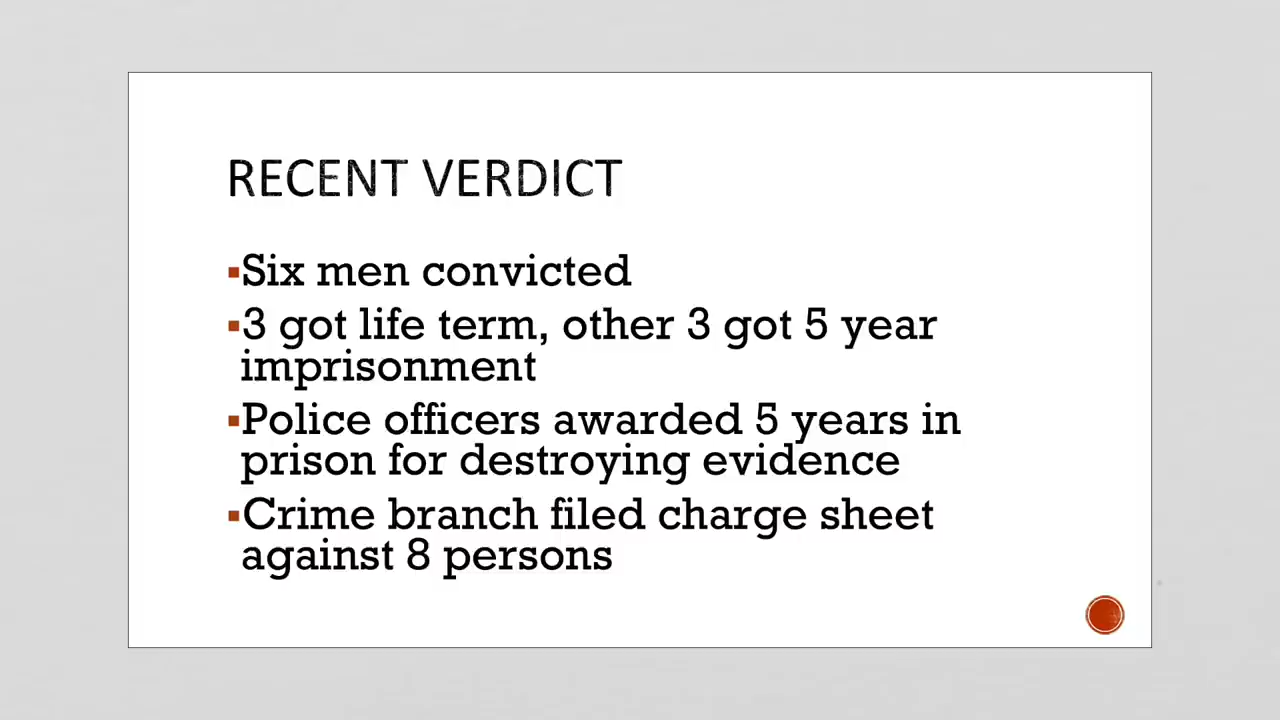 RECENT VERDICT
▪Six men convicted
▪3 got life term, other 3 got 5 year
imprisonment
▪Police officers awarded 5 years in
prison for destroying evidence
▪Crime branch filed charge sheet
against 8 persons